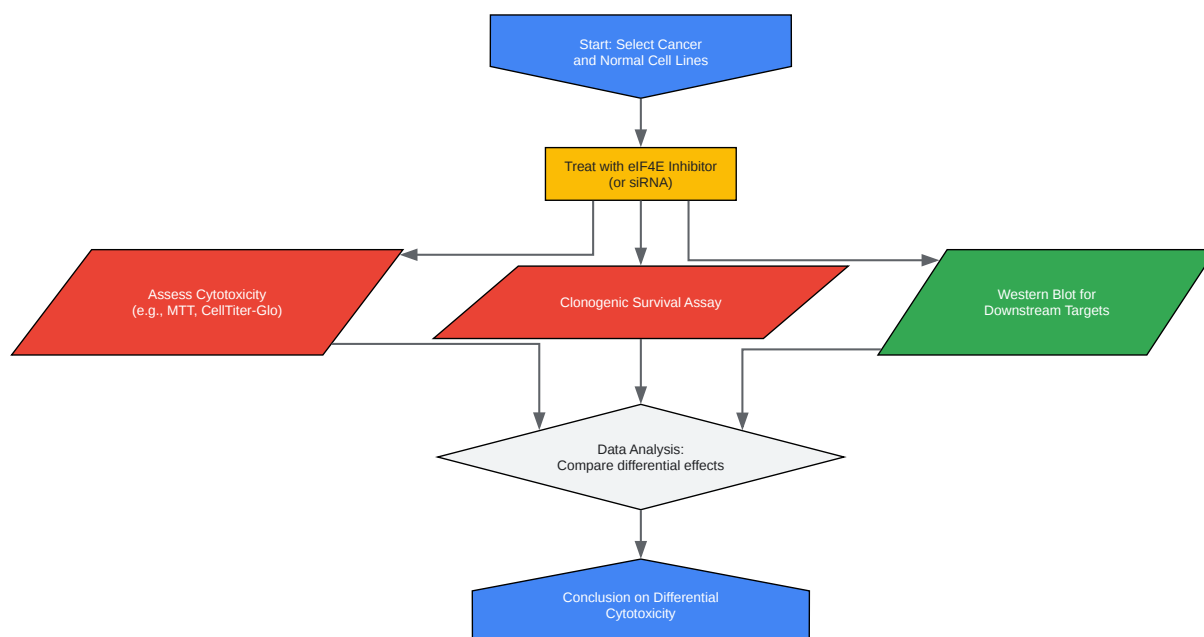 Start: Select Cancer
and Normal Cell Lines
Treat with eIF4E Inhibitor
(or siRNA)
Assess Cytotoxicity
(e.g., MTT, CellTiter-Glo)
Clonogenic Survival Assay
Western Blot for
Downstream Targets
Data Analysis:
Compare differential effects
Conclusion on Differential
Cytotoxicity